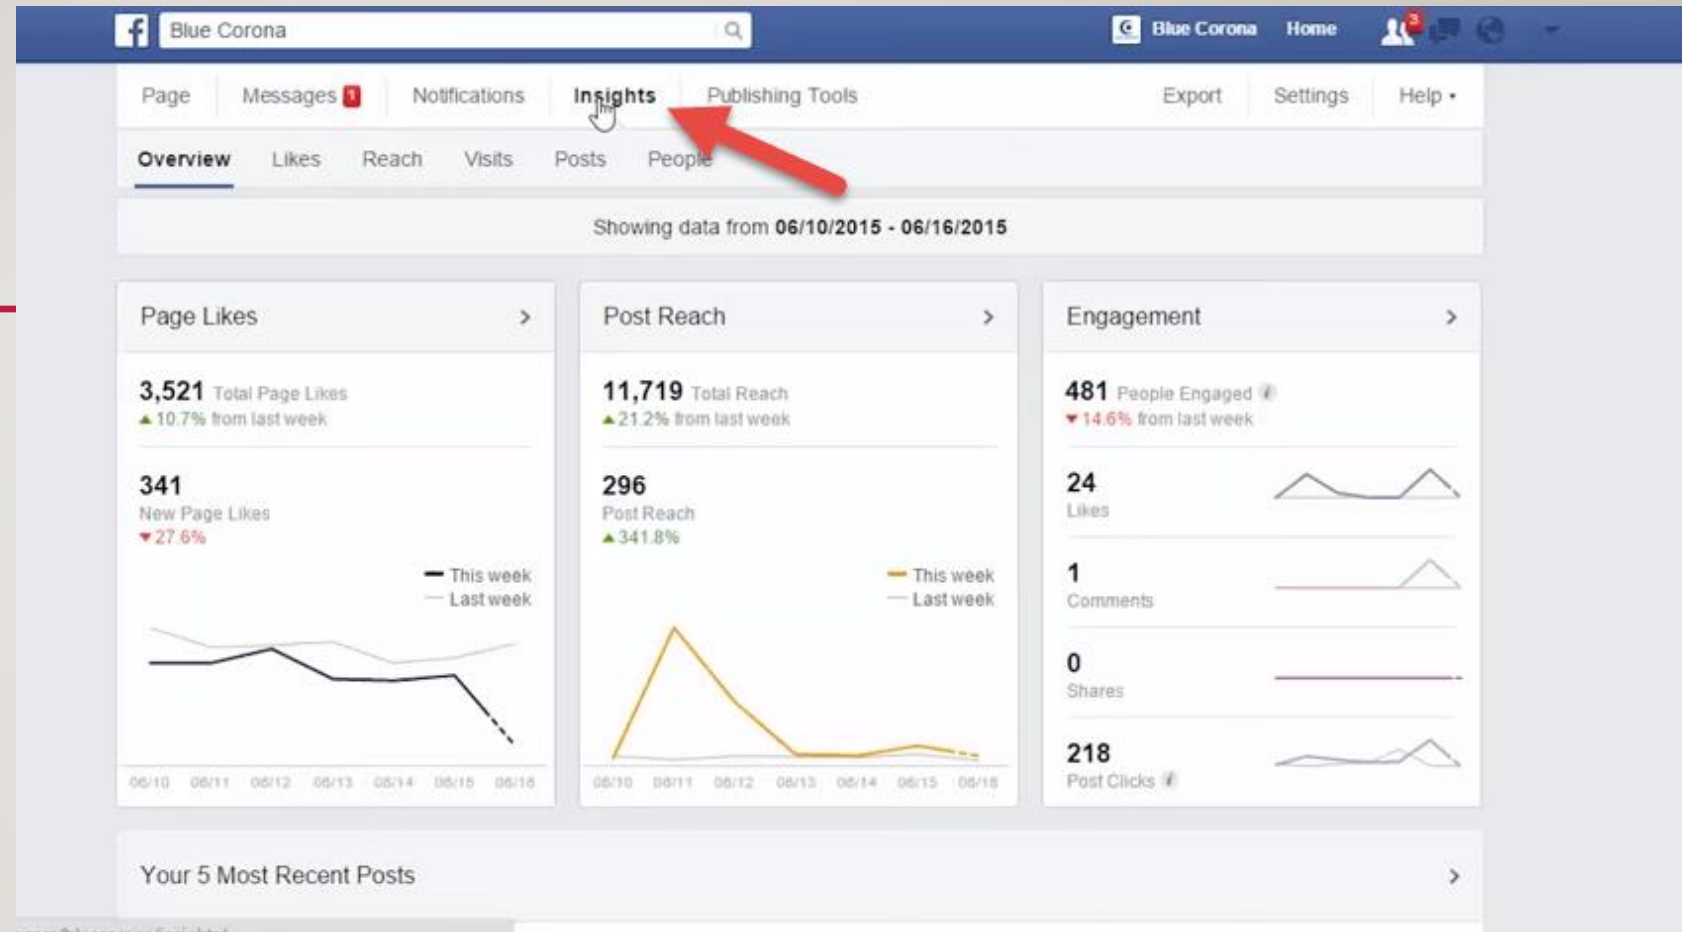 f Blue Corona
Blue Corona Home 3
Page Messages 1 Notifications Insights Publishing Tools Export Settings Help
Overview Likes Reach Visits Posts People
Showing data from 06/10/2015 - 06/16/2015
Page Likes >
3,521 Total Page Likes
▲ 10.7% from last week
341
New Page Likes
▼ 27.6%
This week
Last week
06/10 06/11 06/12 06/13 06/14 06/15 06/16
Post Reach >
11,719 Total Reach
▲ 21.2% from last week
296
Post Reach
▲ 341.8%
This week
Last week
06/10 06/11 06/12 06/13 06/14 06/15 06/16
Engagement >
481 People Engaged i
▼ 14.6% from last week
24
Likes
1
Comments
0
Shares
218
Post Clicks i
Your 5 Most Recent Posts >